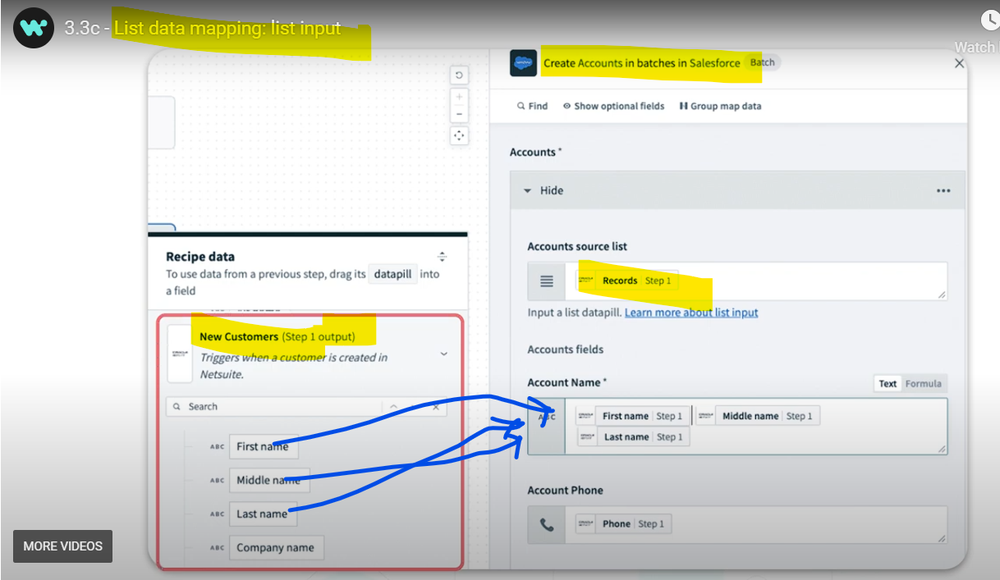 3.3c - List data mapping: list input
Watch
Create Accounts in batches in Salesforce Batch
Find Show optional fields Group map data
Accounts *
Hide
Accounts source list
Records Step 1
Input a list datapill. Learn more about list input
Accounts fields
Account Name * Text Formula
ABC First name Step 1 Middle name Step 1
Last name Step 1
Account Phone
Phone Step 1
Recipe data
To use data from a previous step, drag its datapill into
a field
New Customers (Step 1 output)
Triggers when a customer is created in
Netsuite.
Search
ABC First name
ABC Middle name
ABC Last name
ABC Company name
MORE VIDEOS